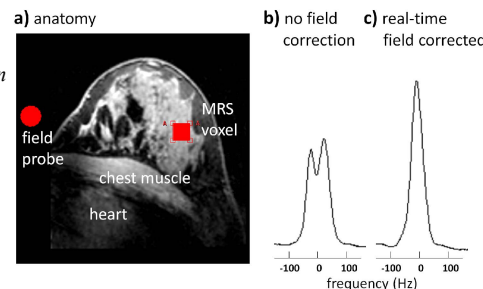 a) anatomy
b) no field
correction
c) real-time
field corrected
n
MRS
voxel
field
probe
chest muscle
heart
-100 0 100
-100 0 100
frequency (Hz)